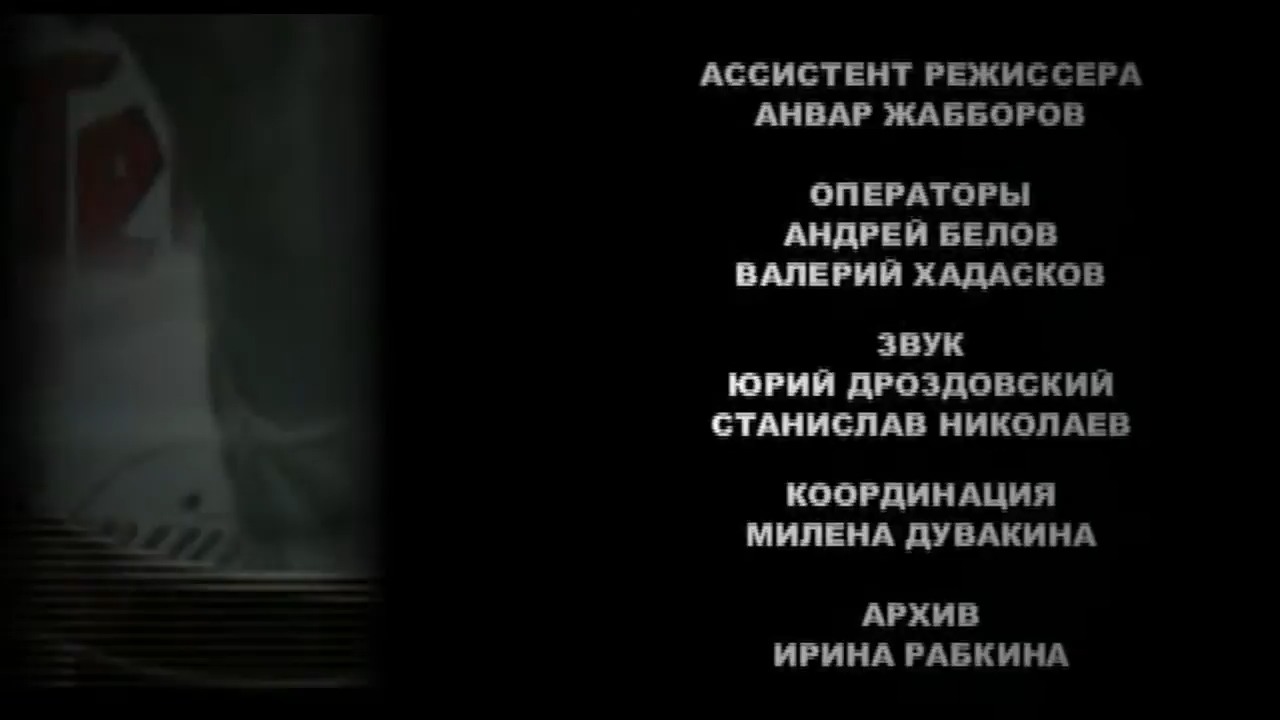 АССИСТЕНТ РЕЖИССЕРА
АНВАР ЖАББОРОВ
ОПЕРАТОРЫ
АНДРЕЙ БЕЛОВ
ВАЛЕРИЙ ХАДАСКОВ
ЗВУК
ЮРИЙ ДРОЗДОВСКИЙ
СТАНИСЛАВ НИКОЛАЕВ
КООРДИНАЦИЯ
МИЛЕНА ДУВАКИНА
АРХИВ
ИРИНА РАБКИНА